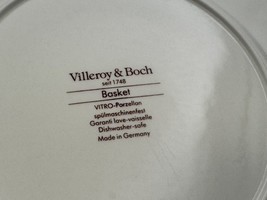 Villeroy & Boch
seit 1748
Basket
VITRO-Porzellan
spülmaschinenfest
Garanti lave-vaisselle
Dishwasher-safe
Made in Germany